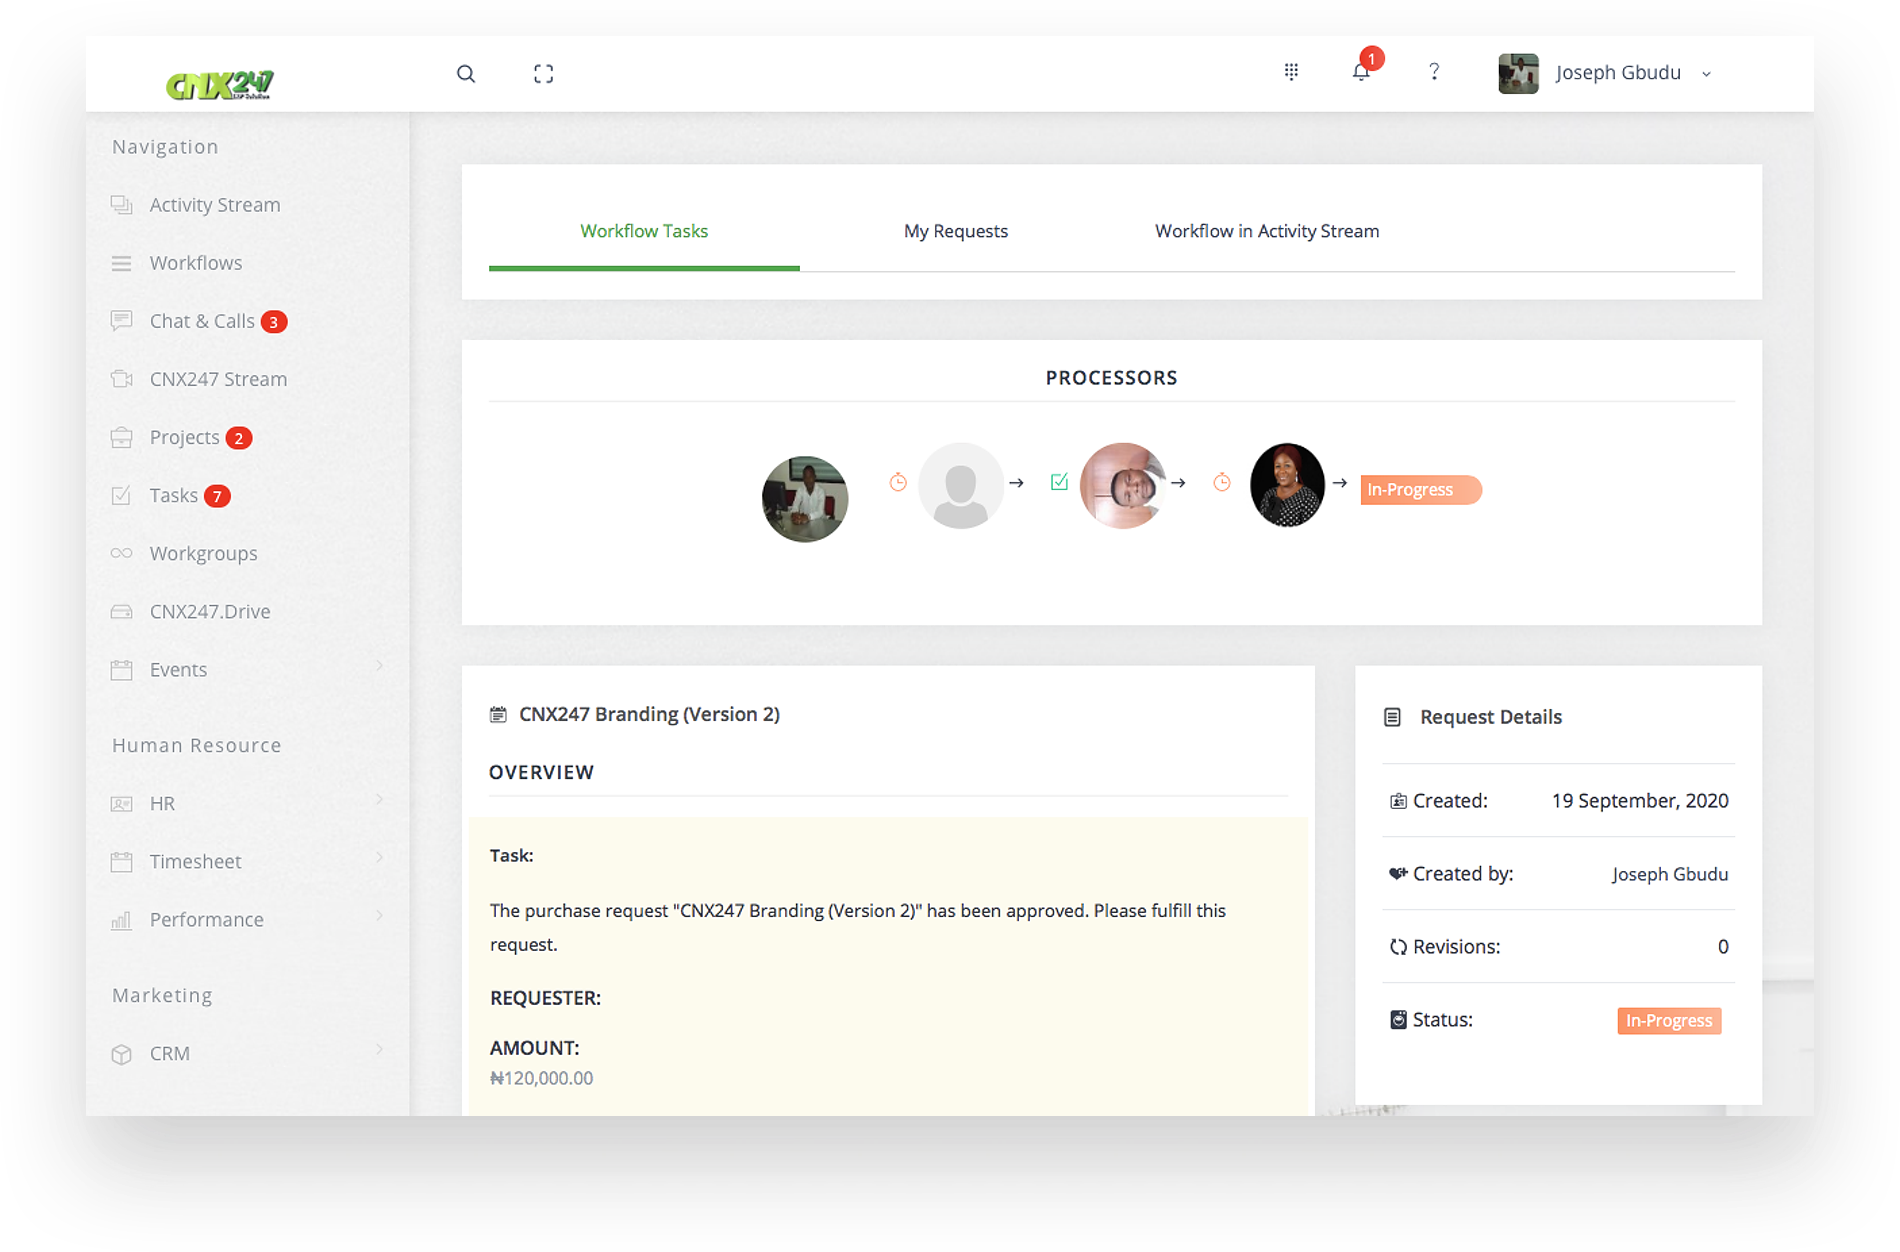 CNX247
1
?
Joseph Gbudu
Navigation
Activity Stream
Workflows
Chat & Calls 3
CNX247 Stream
Projects 2
Tasks 7
Workgroups
CNX247.Drive
Events
Human Resource
HR
Timesheet
Performance
Marketing
CRM
Workflow Tasks
My Requests
Workflow in Activity Stream
PROCESSORS
In-Progress
CNX247 Branding (Version 2)
OVERVIEW
Task:
The purchase request "CNX247 Branding (Version 2)" has been approved. Please fulfill this
request.
REQUESTER:
AMOUNT:
₦120,000.00
Request Details
Created: 19 September, 2020
Created by: Joseph Gbudu
Revisions: 0
Status: In-Progress